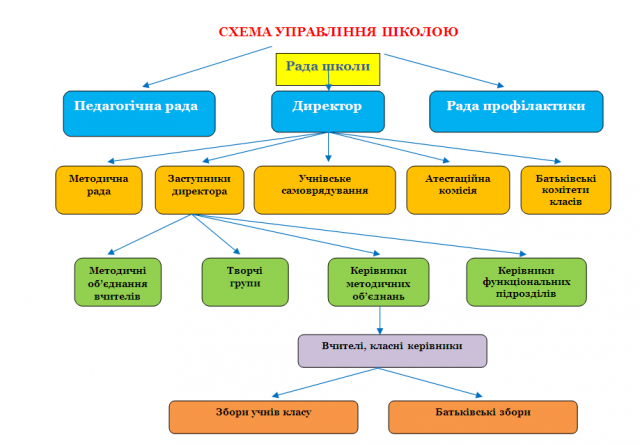 СХЕМА УПРАВЛІННЯ ШКОЛОЮ
Рада школи
Педагогічна рада
Директор
Рада профілактики
Методична
рада
Заступники
директора
Учнівське
самоврядування
Атестаційна
комісія
Батьківські
комітети
класів
Методичні
об'єднання
вчителів
Творчі
групи
Керівники
методичних
об'єднань
Керівники
функціональних
підрозділів
Вчителі, класні керівники
Збори учнів класу
Батьківські збори